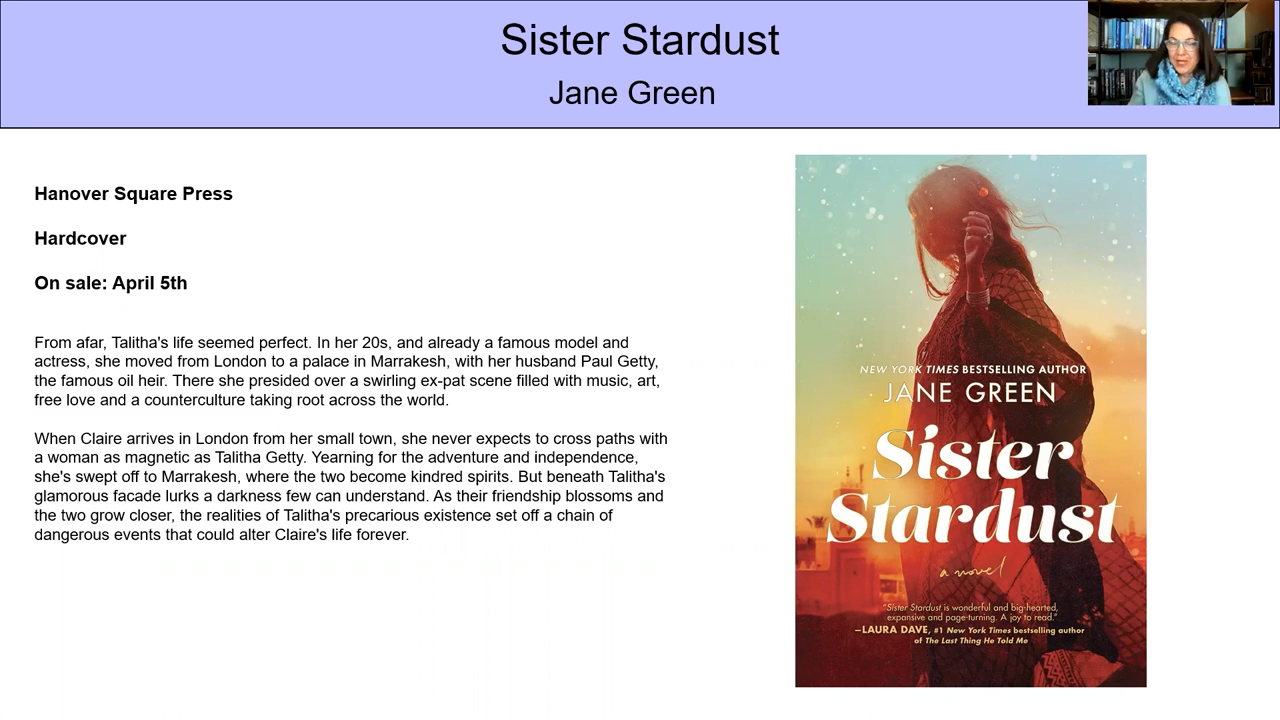 Sister Stardust
Jane Green
Hanover Square Press
Hardcover
On sale: April 5th
From afar, Talitha's life seemed perfect. In her 20s, and already a famous model and
actress, she moved from London to a palace in Marrakesh, with her husband Paul Getty,
the famous oil heir. There she presided over a swirling ex-pat scene filled with music, art,
free love and a counterculture taking root across the world.
When Claire arrives in London from her small town, she never expects to cross paths with
a woman as magnetic as Talitha Getty. Yearning for the adventure and independence,
she's swept off to Marrakesh, where the two become kindred spirits. But beneath Talitha's
glamorous facade lurks a darkness few can understand. As their friendship blossoms and
the two grow closer, the realities of Talitha's precarious existence set off a chain of
dangerous events that could alter Claire's life forever.
NEW YORK TIMES BESTSELLING AUTHOR
JANE GREEN
Sister
Stardust
a novel
"Sister Stardust is wonderful and big-hearted,
expansive and page-turning. A joy to read."
—LAURA DAVE, #1 New York Times bestselling author
of The Last Thing He Told Me